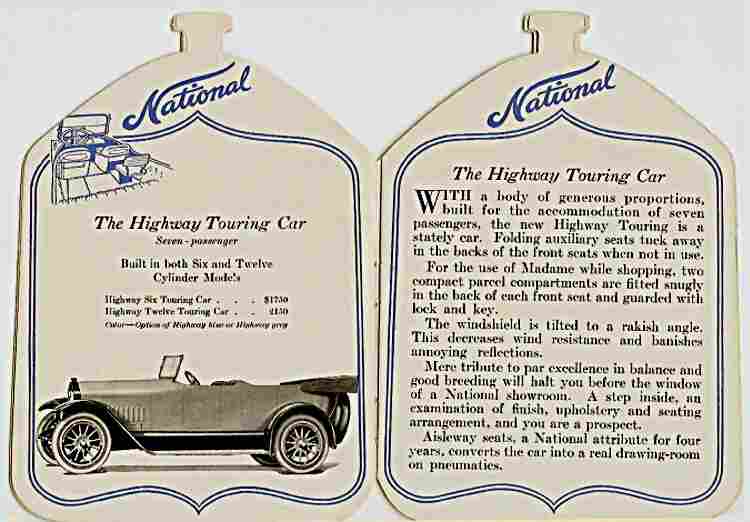 National
The Highway Touring Car
Seven-passenger
Built in both Six and Twelve
Cylinder Models
Highway Six Touring Car . . . $1750
Highway Twelve Touring Car . . 2150
Color—Option of Highway blue or Highway grey
National
The Highway Touring Car
WITH a body of generous proportions,
built for the accommodation of seven
passengers, the new Highway Touring is a
stately car. Folding auxiliary seats tuck away
in the backs of the front seats when not in use.
For the use of Madame while shopping, two
compact parcel compartments are fitted snugly
in the back of each front seat and guarded with
lock and key.
The windshield is tilted to a rakish angle.
This decreases wind resistance and banishes
annoying reflections.
Mere tribute to par excellence in balance and
good breeding will halt you before the window
of a National showroom. A step inside, an
examination of finish, upholstery and seating
arrangement, and you are a prospect.
Aisleway seats, a National attribute for four
years, converts the car into a real drawing-room
on pneumatics.